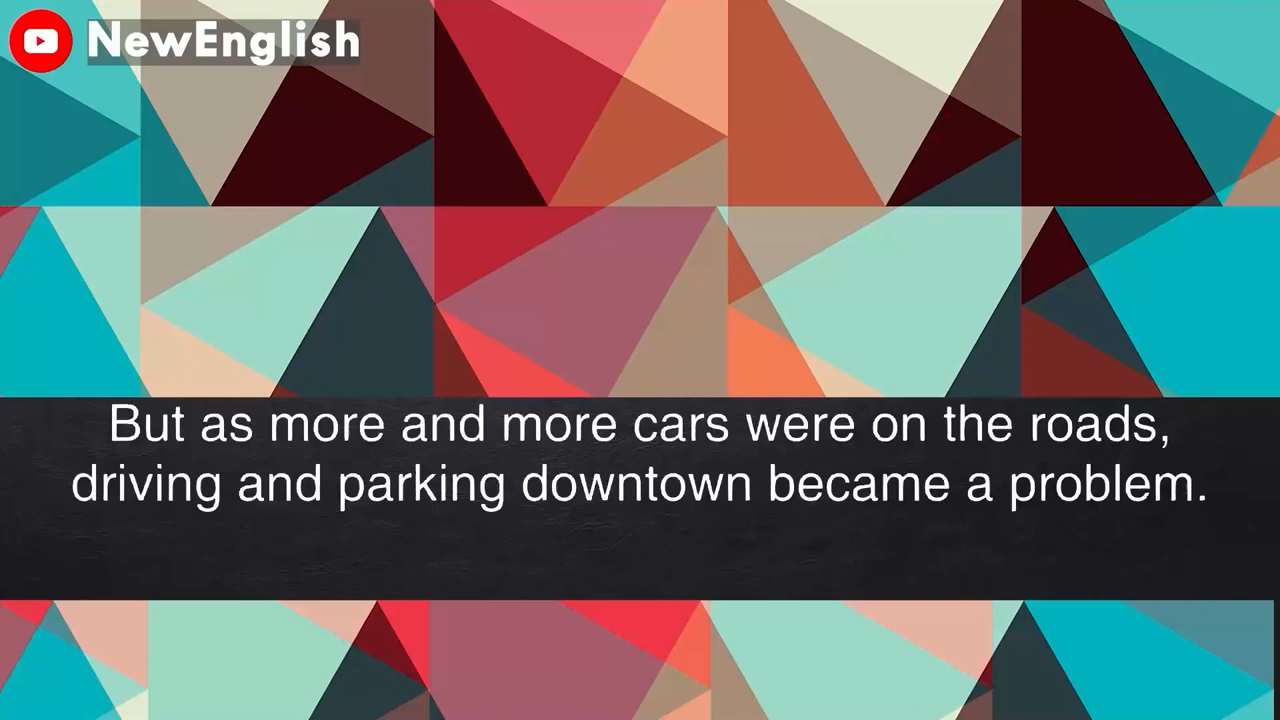 NewEnglish
But as more and more cars were on the roads,
driving and parking downtown became a problem.